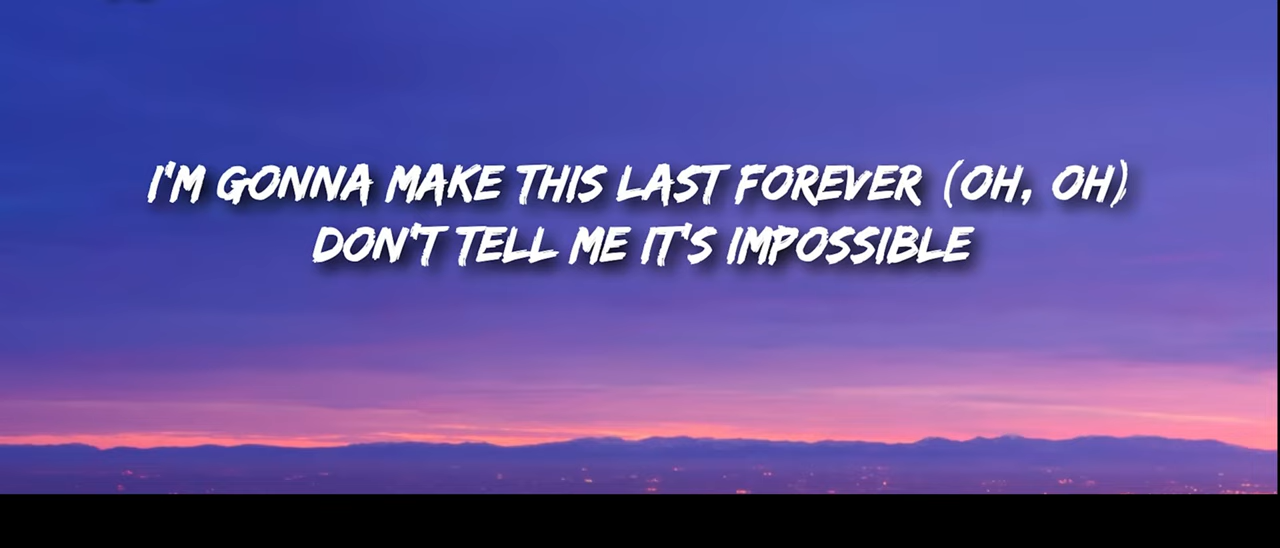 I'M GONNA MAKE THIS LAST FOREVER (OH, OH)
DON'T TELL ME IT'S IMPOSSIBLE